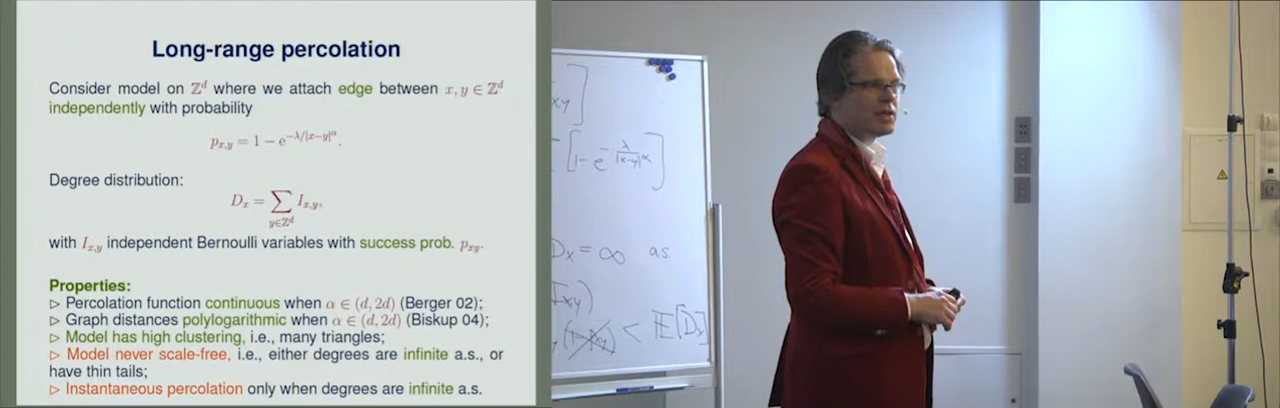 Long-range percolation
Consider model on ℤ^d where we attach edge between x, y ∈ ℤ^d
independently with probability
p_{x,y} = 1 − e^{−λ/|x−y|^α}.
Degree distribution:
D_x = ∑_{y∈ℤ^d} I_{x,y},
with I_{x,y} independent Bernoulli variables with success prob. p_{xy}.
Properties:
▷ Percolation function continuous when α ∈ (d, 2d) (Berger 02);
▷ Graph distances polylogarithmic when α ∈ (d, 2d) (Biskup 04);
▷ Model has high clustering, i.e., many triangles;
▷ Model never scale-free, i.e., either degrees are infinite a.s., or
have thin tails;
▷ Instantaneous percolation only when degrees are infinite a.s.
xy]
[1 − e^{−λ/|x−y|^α}]
D_x = ∞ as
I_{xy})
< 𝔼[D_x]